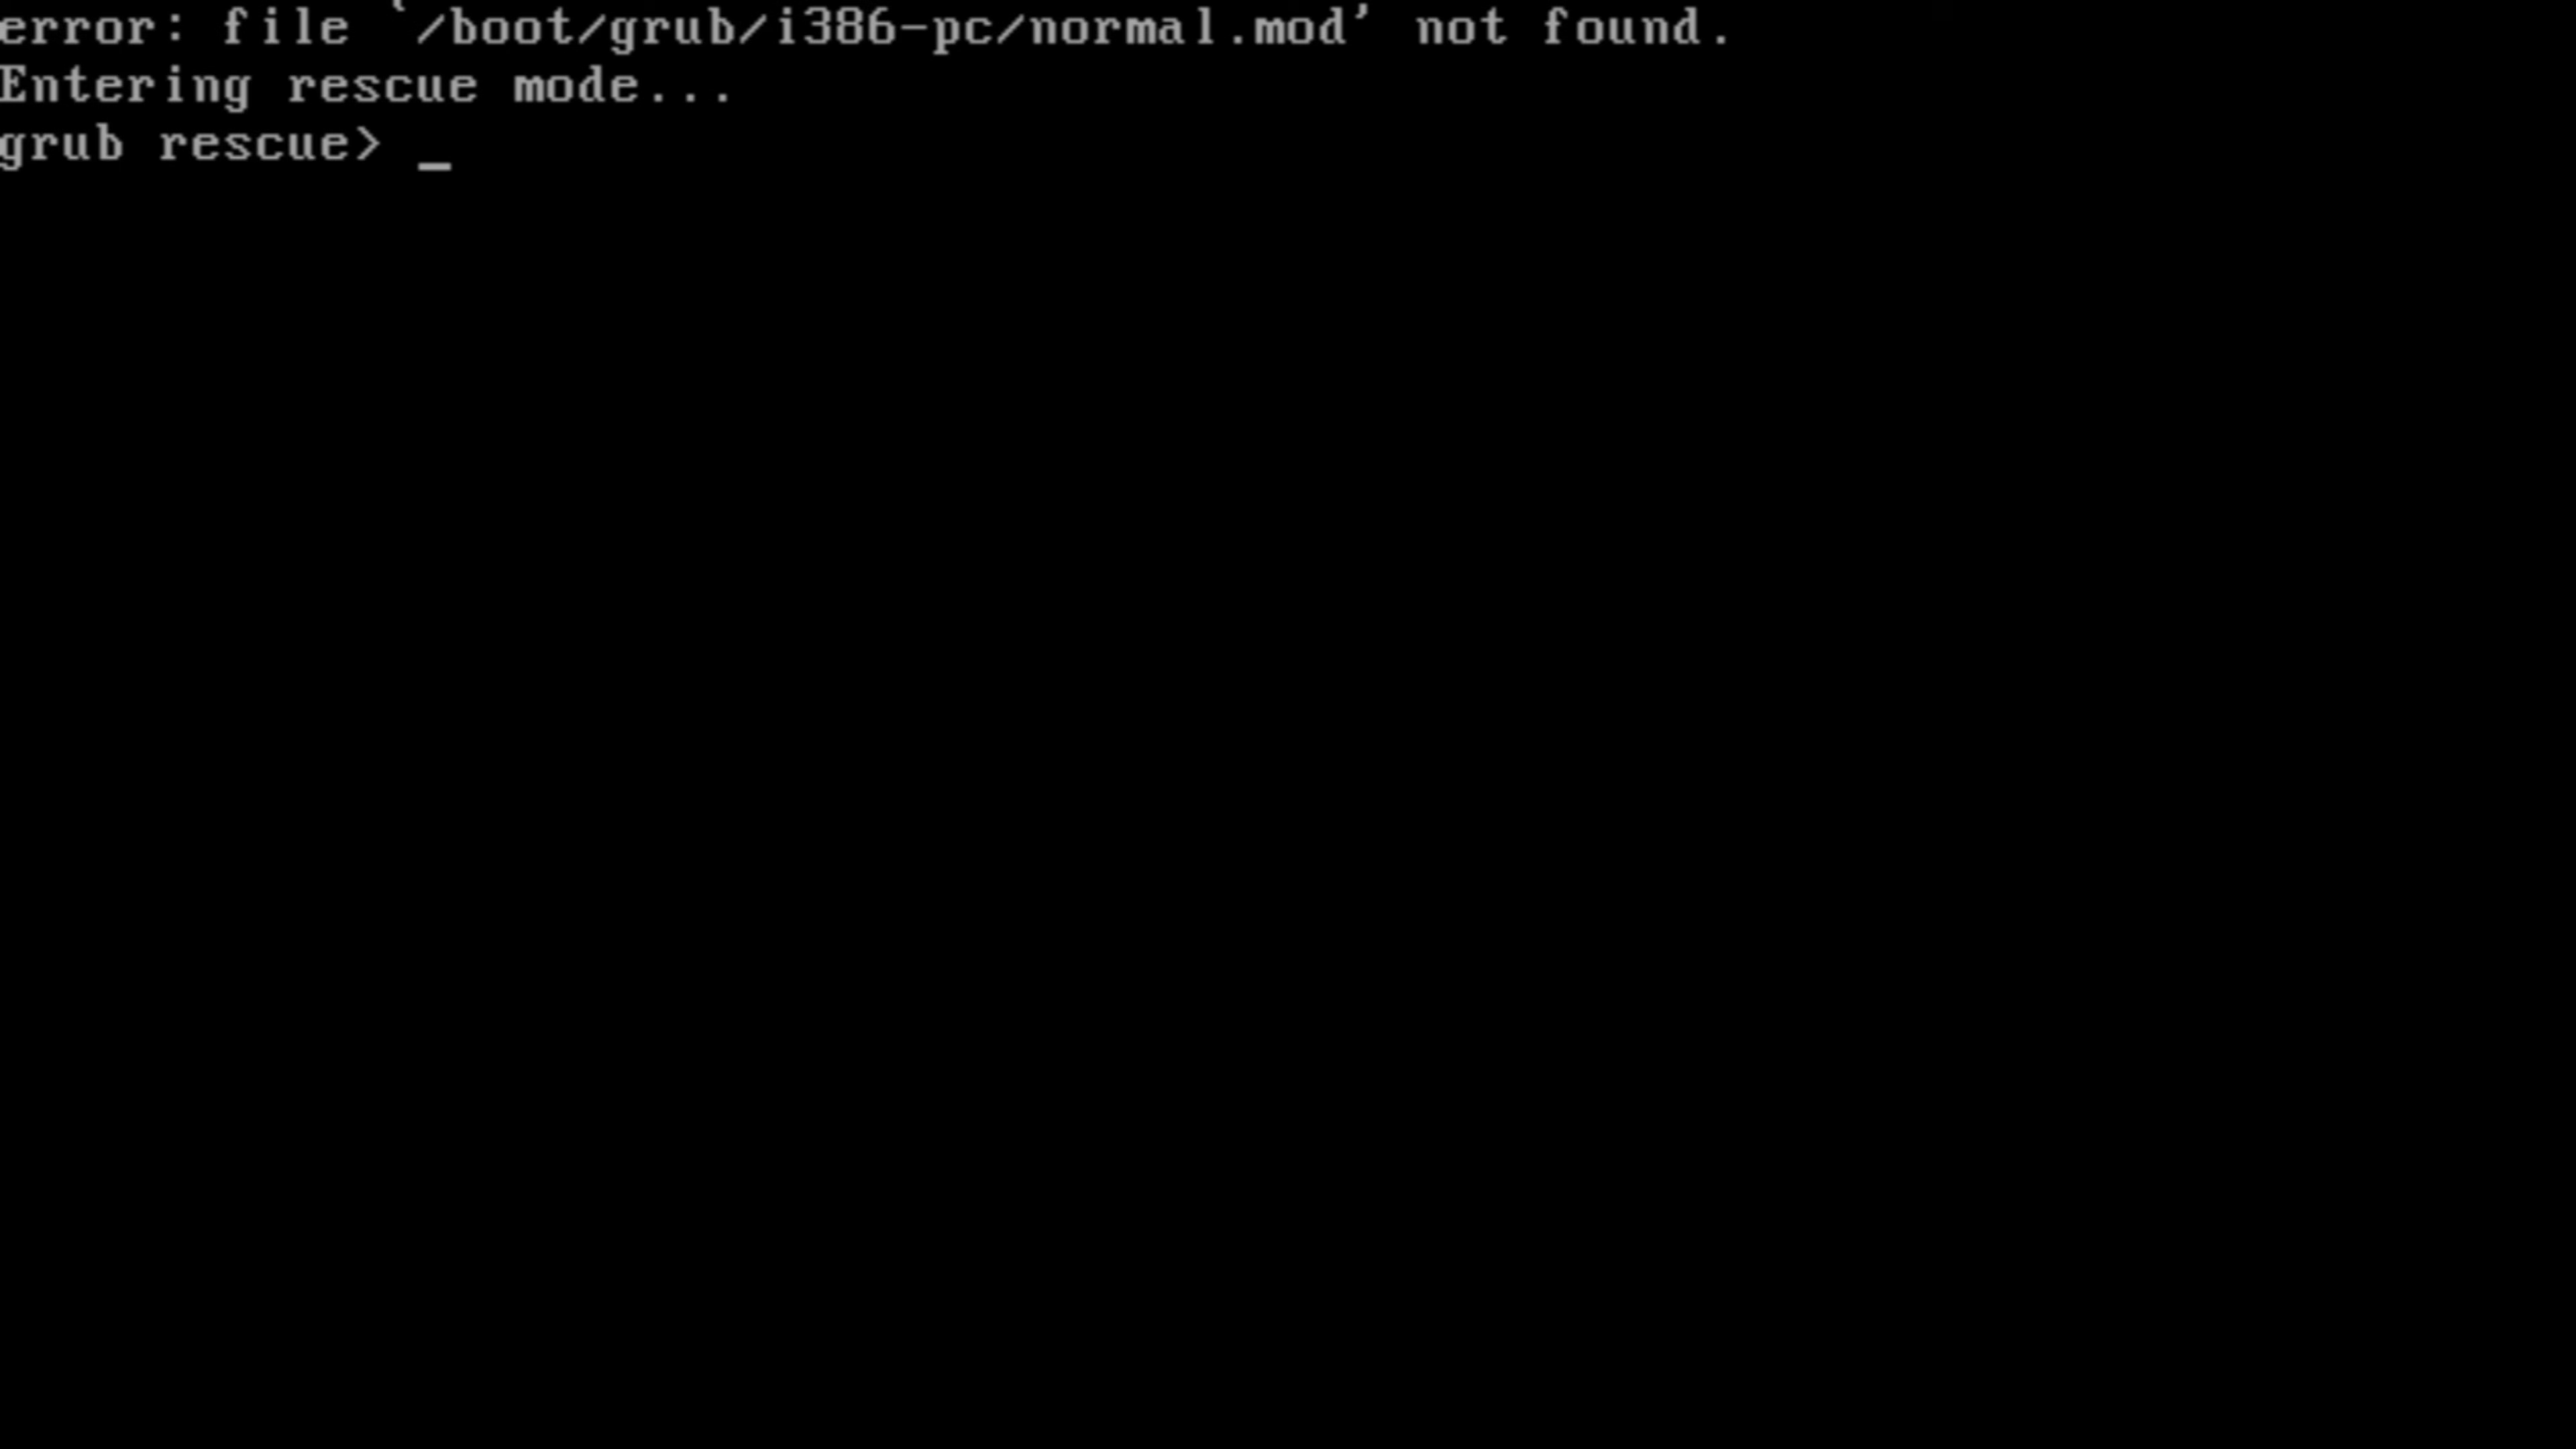 error: file `/boot/grub/i386-pc/normal.mod' not found.
Entering rescue mode...
grub rescue> _